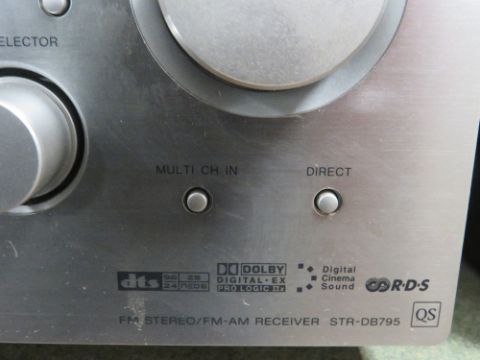 ELECTOR
MULTI CH IN
DIRECT
dts 96 24 ES NEO:6
DOLBY
DIGITAL·EX
PRO LOGIC IIx
Digital
Cinema
Sound
R·D·S
FM STEREO/FM-AM RECEIVER STR-DB795 QS